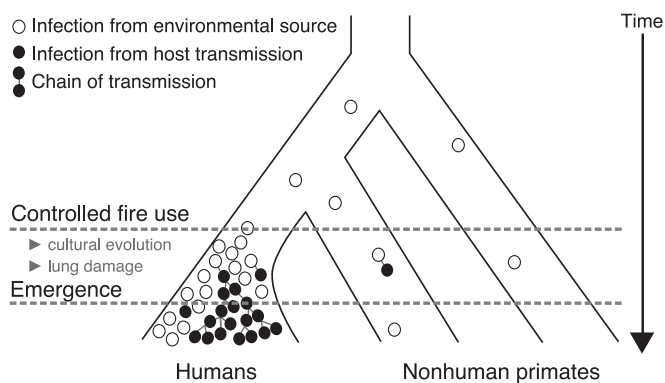 Infection from environmental source
Infection from host transmission
Chain of transmission
Time
Controlled fire use
► cultural evolution
► lung damage
Emergence
Humans
Nonhuman primates